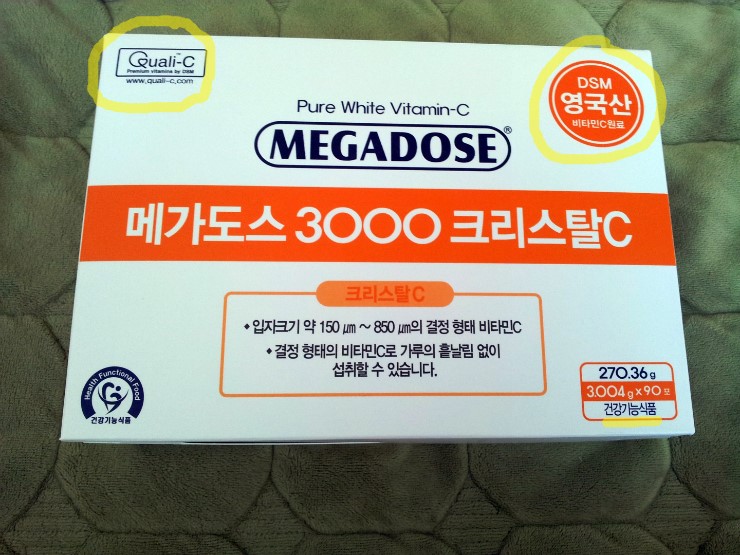 Quali-C™
Premium vitamins by DSM
www.quali-c.com
DSM
영국산
비타민C원료
Pure White Vitamin-C
MEGADOSE®
메가도스 3000 크리스탈C
크리스탈 C
• 입자크기 약 150 ㎛ ~ 850 ㎛의 결정 형태 비타민C
• 결정 형태의 비타민C로 가루의 흩날림 없이
섭취할 수 있습니다.
Health Functional Food
건강기능식품
270.36 g
3.004 g x 90 포
건강기능식품